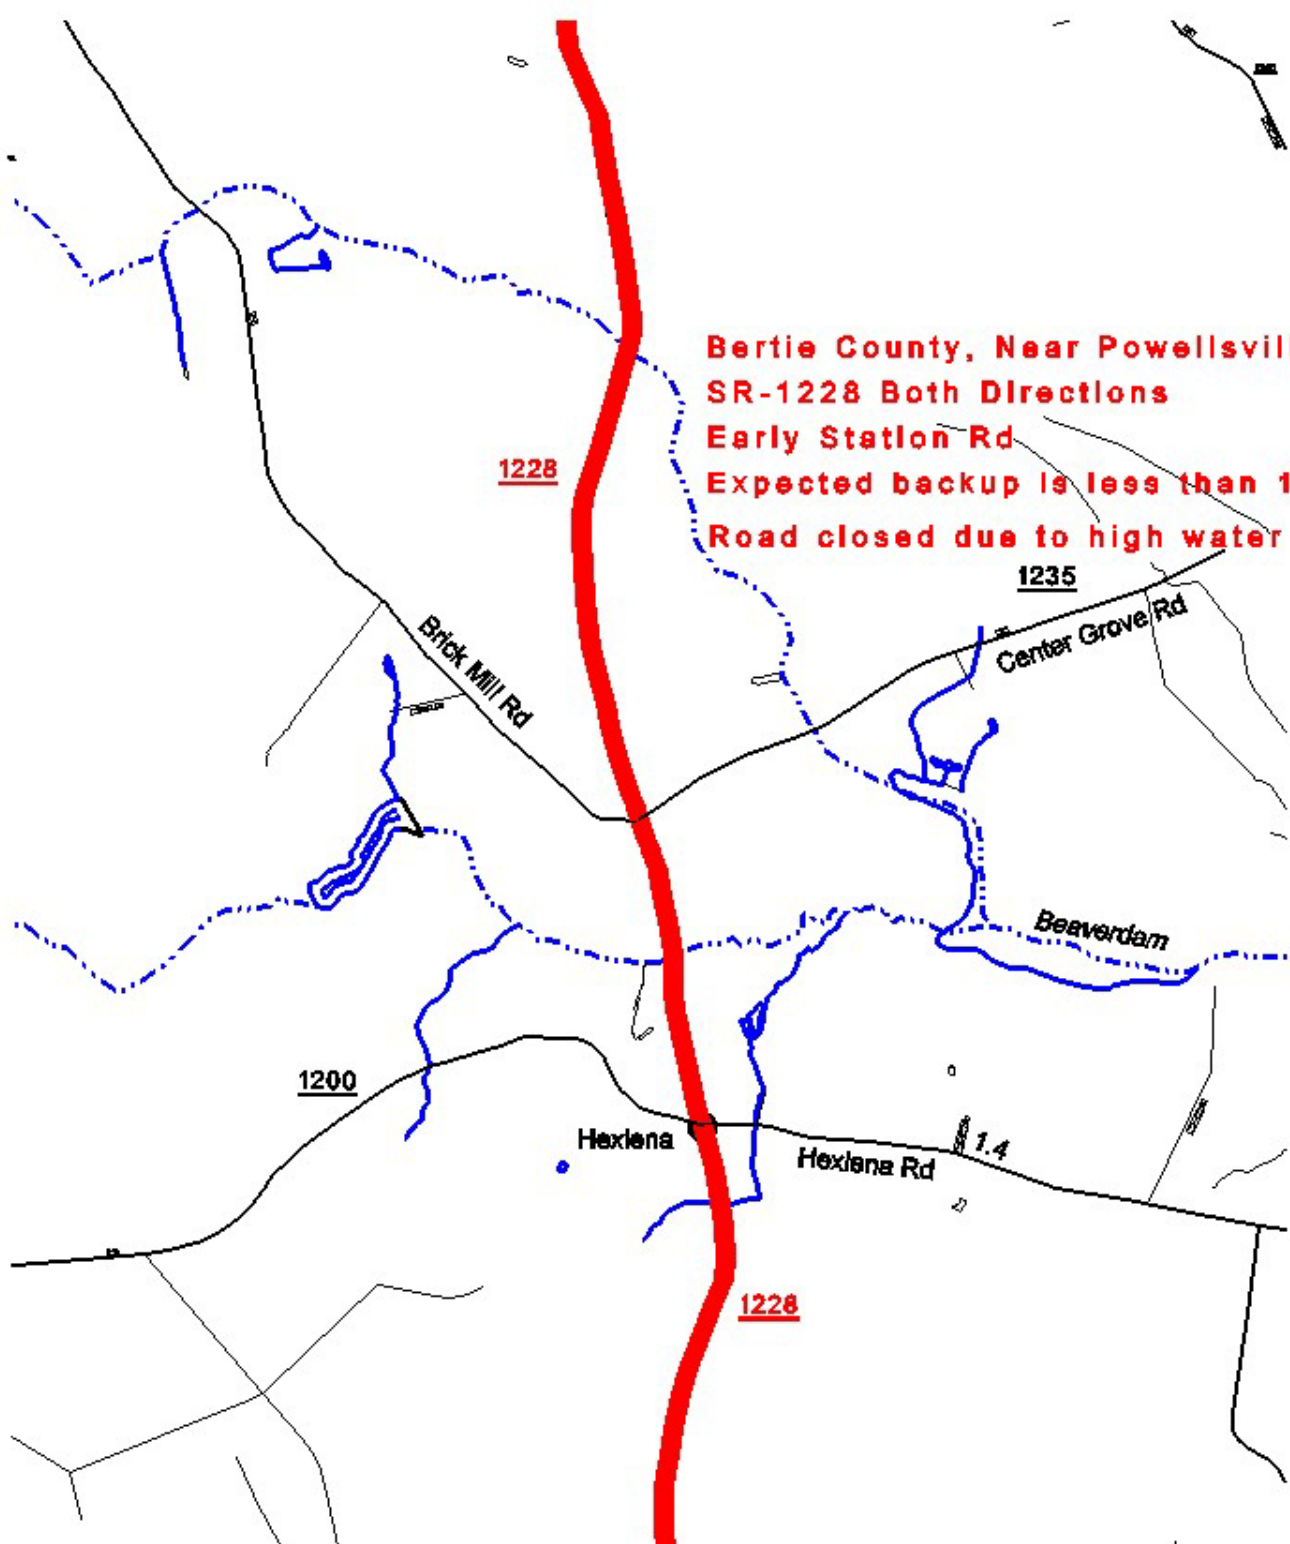 Bertie County, Near Powellsvil
SR-1228 Both Directions
Early Station Rd
1228
Expected backup is less than 1
Road closed due to high water
1235
Center Grove Rd
Brick Mill Rd
Beaverdam
1200
Hexlena
1.4
Hexlena Rd
1228